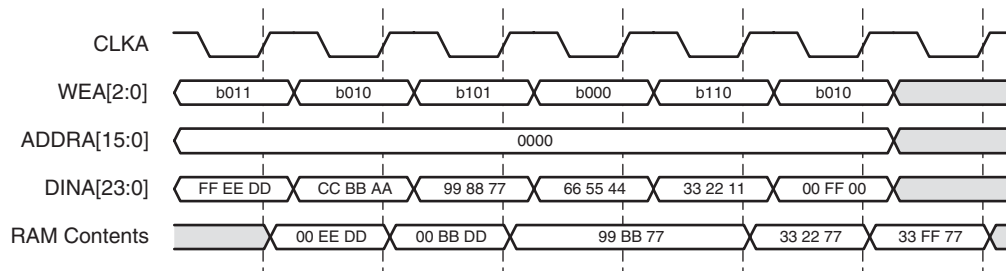 CLKA
WEA[2:0] b011 b010 b101 b000 b110 b010
ADDRA[15:0] 0000
DINA[23:0] FF EE DD CC BB AA 99 88 77 66 55 44 33 22 11 00 FF 00
RAM Contents 00 EE DD 00 BB DD 99 BB 77 33 22 77 33 FF 77